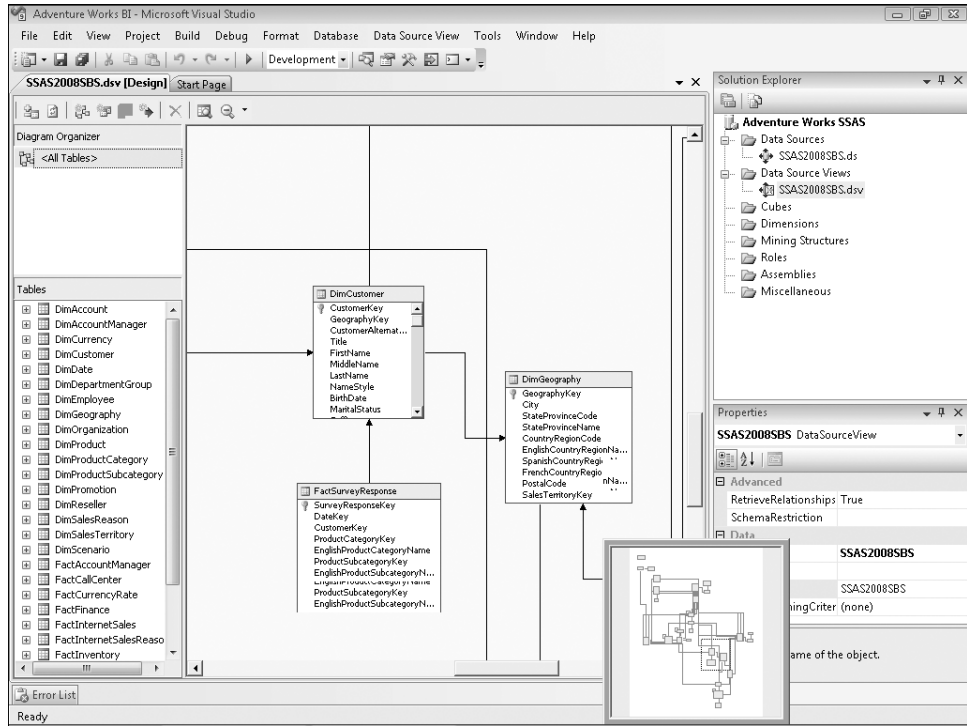 Adventure Works BI - Microsoft Visual Studio
File Edit View Project Build Debug Format Database Data Source View Tools Window Help
Development
SSAS2008SBS.dsv [Design] Start Page
Diagram Organizer
<All Tables>
Tables
DimAccount
DimAccountManager
DimCurrency
DimCustomer
DimDate
DimDepartmentGroup
DimEmployee
DimGeography
DimOrganization
DimProduct
DimProductCategory
DimProductSubcategory
DimPromotion
DimReseller
DimSalesReason
DimSalesTerritory
DimScenario
FactAccountManager
FactCallCenter
FactCurrencyRate
FactFinance
FactInternetSales
FactInternetSalesReaso
FactInventory
DimCustomer
CustomerKey
GeographyKey
CustomerAlternat...
Title
FirstName
MiddleName
LastName
NameStyle
BirthDate
MaritalStatus
FactSurveyResponse
SurveyResponseKey
DateKey
CustomerKey
ProductCategoryKey
EnglishProductCategoryName
ProductSubcategoryKey
EnglishProductSubcategoryN...
ProductSubcategoryKey
EnglishProductSubcategoryN...
DimGeography
GeographyKey
City
StateProvinceCode
StateProvinceName
CountryRegionCode
EnglishCountryRegionNa...
SpanishCountryRegi
FrenchCountryRegio
PostalCode nNa...
SalesTerritoryKey
Solution Explorer
Adventure Works SSAS
Data Sources
SSAS2008SBS.ds
Data Source Views
SSAS2008SBS.dsv
Cubes
Dimensions
Mining Structures
Roles
Assemblies
Miscellaneous
Properties
SSAS2008SBS DataSourceView
Advanced
RetrieveRelationships True
SchemaRestriction
Data
SSAS2008SBS
SSAS2008SBS
ningCriter (none)
ame of the object.
Error List
Ready